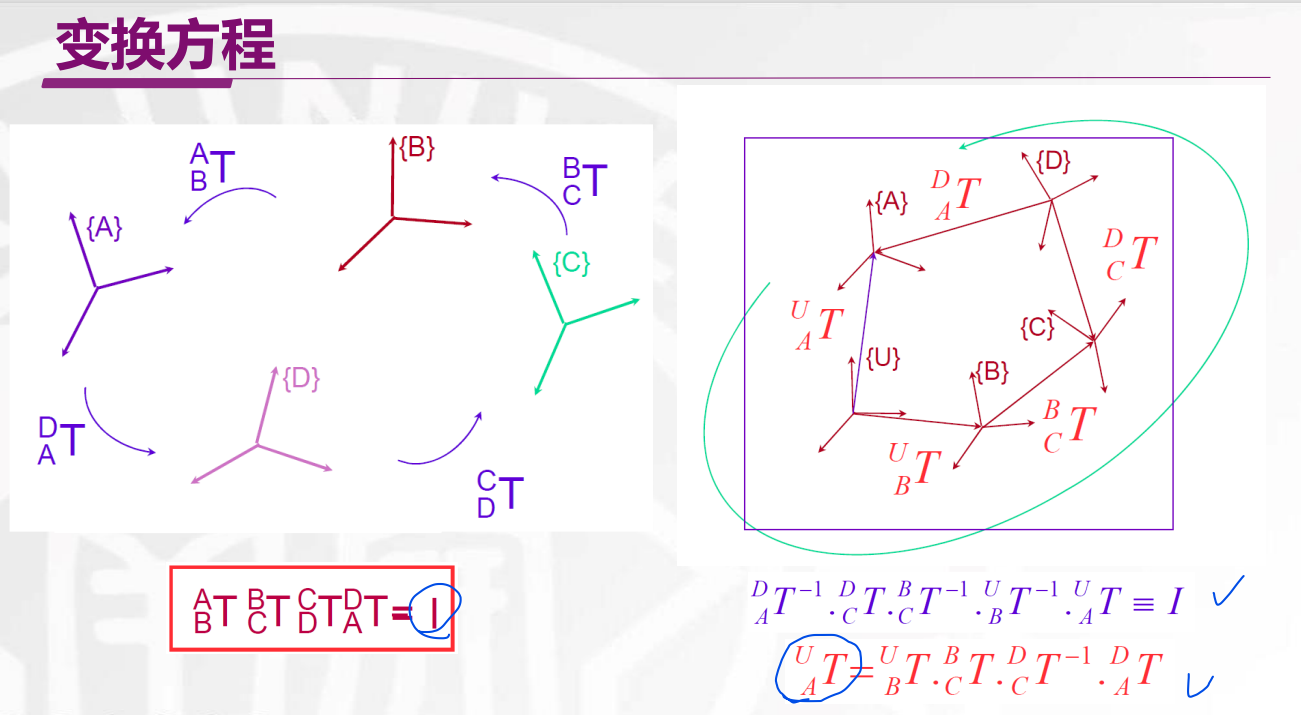 变换方程
{A}
A B T
{B}
B C T
{C}
{D}
D A T
C D T
A B T B C T C D T D A T = I
{D}
D A T
{A}
D C T
U A T
{C}
{U}
{B}
B C T
U B T
D A T⁻¹ . D C T . B C T⁻¹ . U B T⁻¹ . U A T ≡ I
U A T = U B T . B C T . D C T⁻¹ . D A T